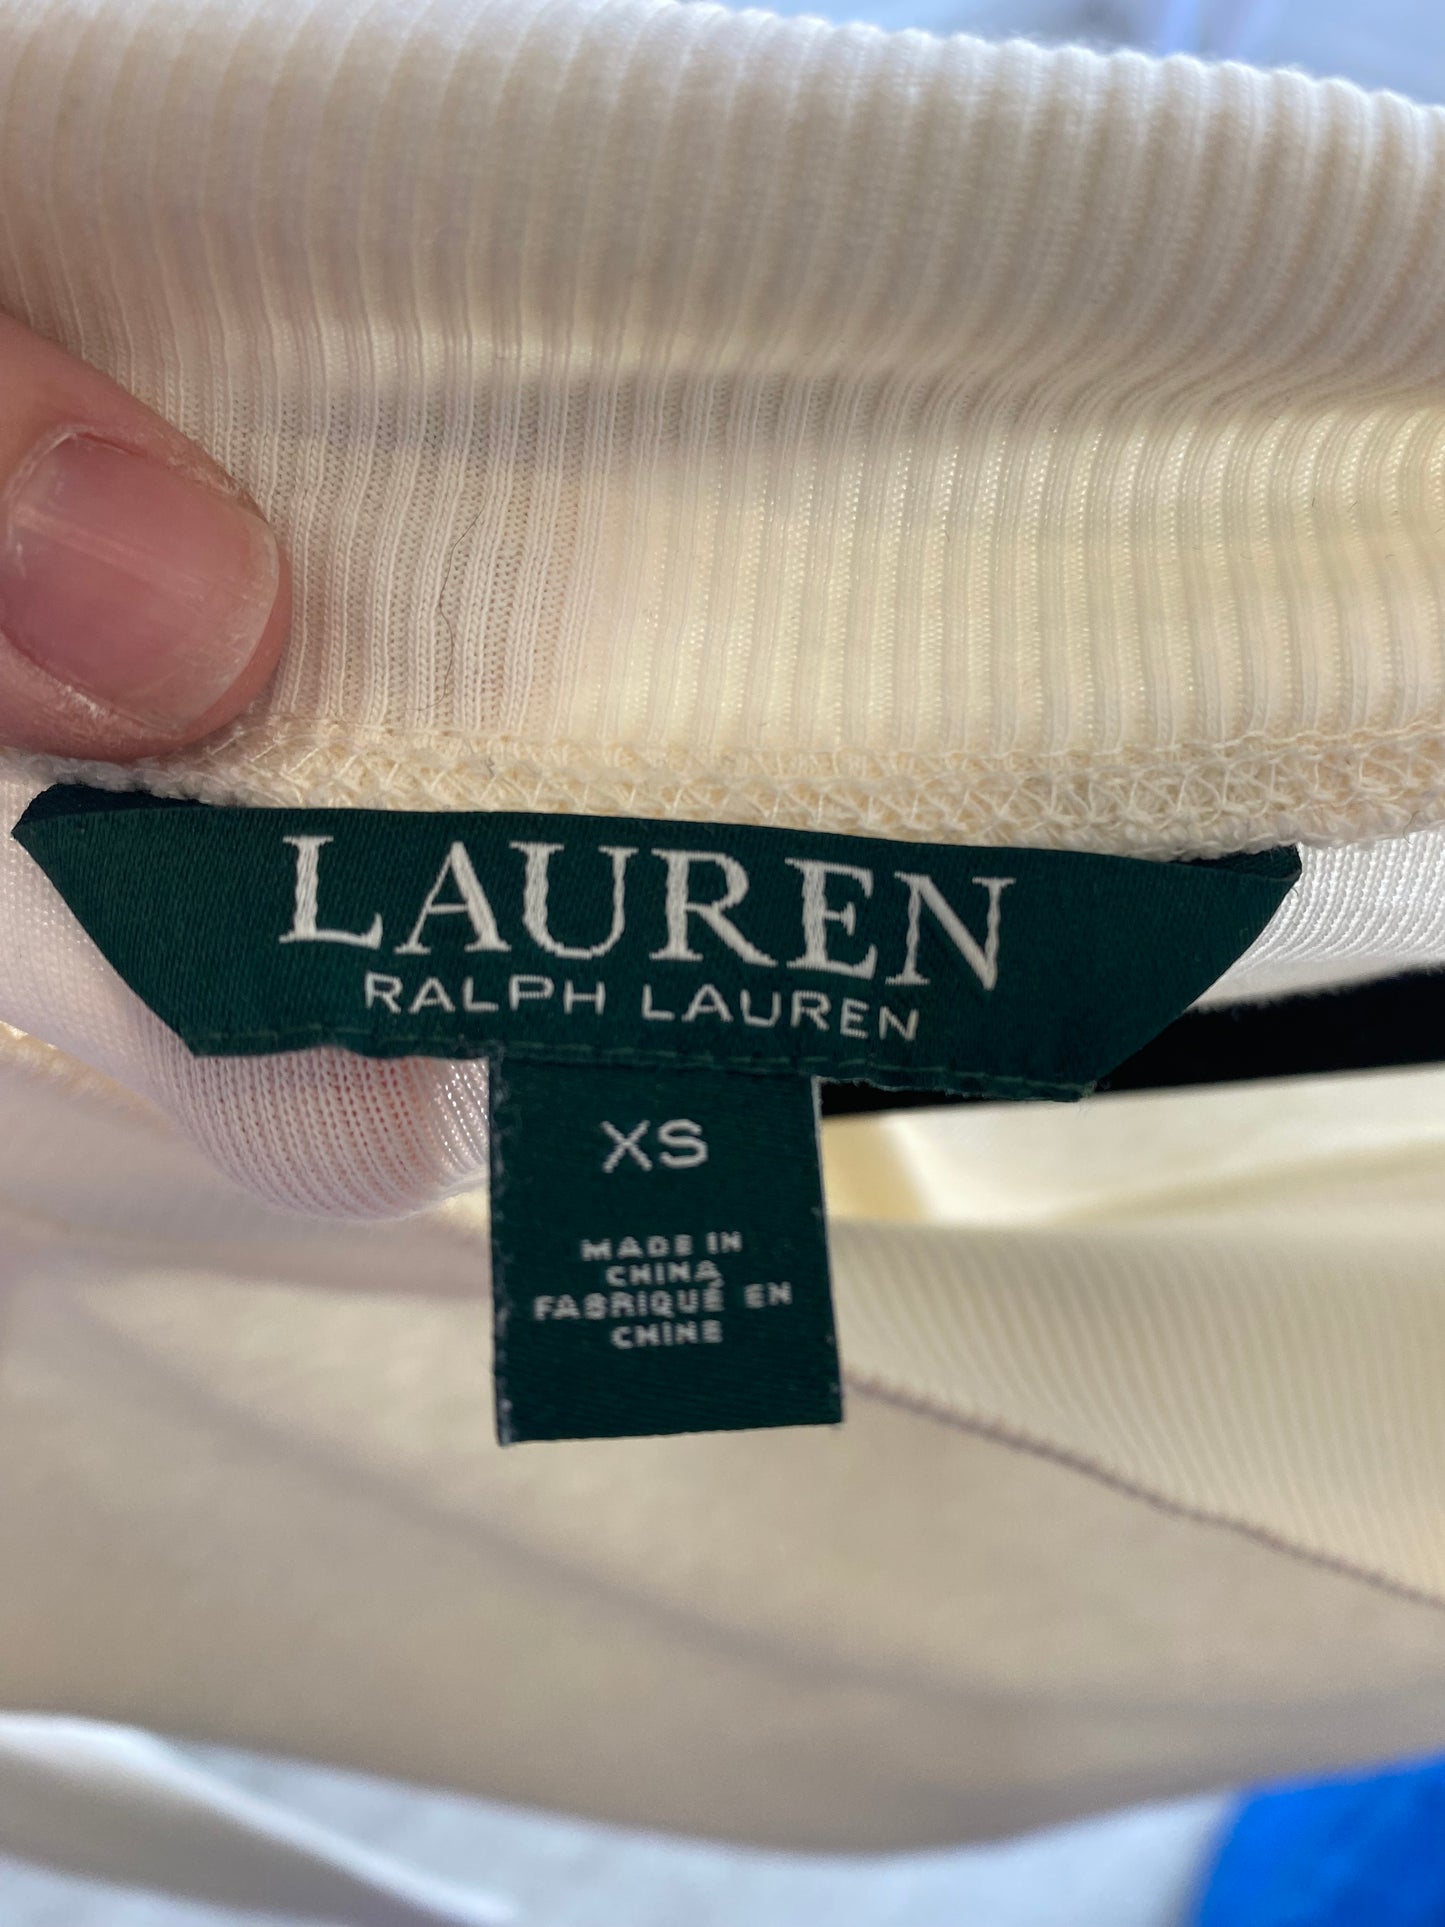 LAUREN
RALPH LAUREN
XS
MADE IN
CHINA
FABRIQUÉ EN
CHINE